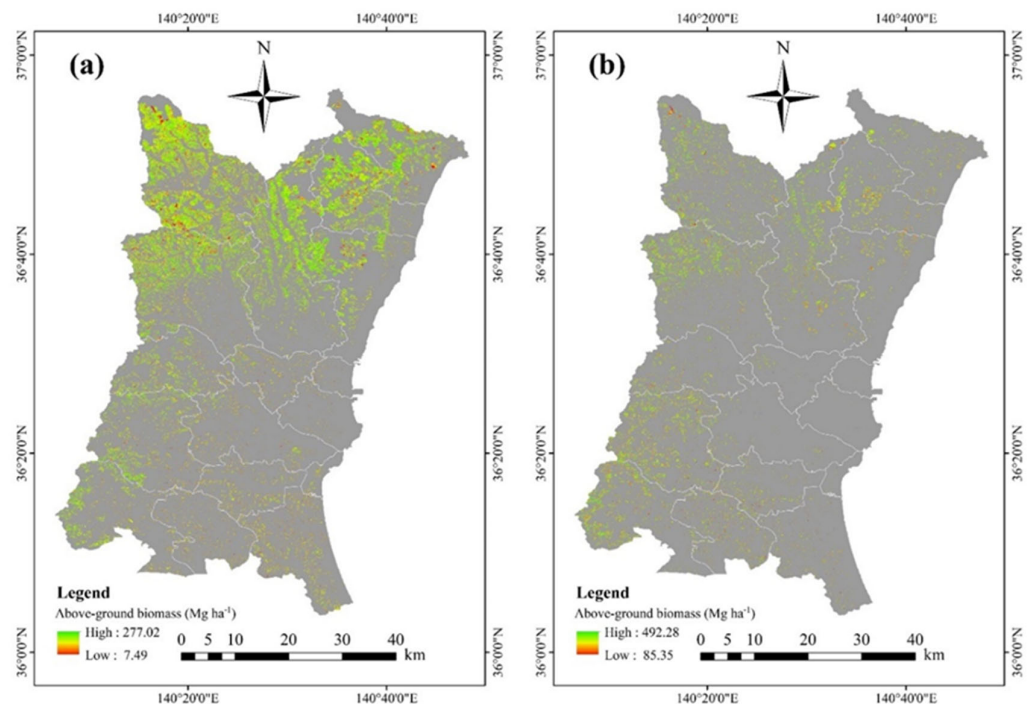 140°20'0"E 140°40'0"E 140°20'0"E 140°40'0"E
37°0'0"N 37°0'0"N
(a) N (b) N
36°40'0"N 36°40'0"N
36°20'0"N 36°20'0"N
36°0'0"N 36°0'0"N
Legend Legend
Above-ground biomass (Mg ha⁻¹) Above-ground biomass (Mg ha⁻¹)
High : 277.02 0 5 10 20 30 40 High : 492.28 0 5 10 20 30 40
Low : 7.49 km Low : 85.35 km
140°20'0"E 140°40'0"E 140°20'0"E 140°40'0"E